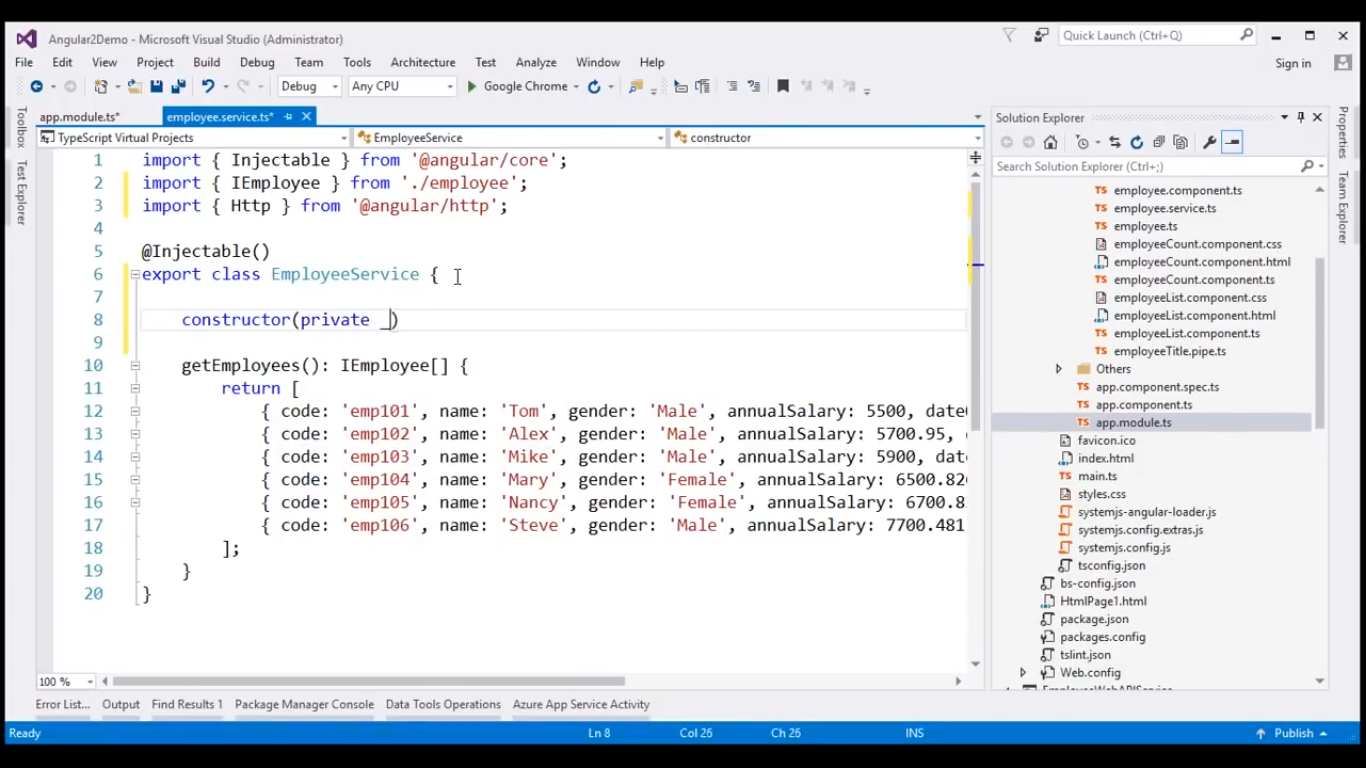 Angular2Demo - Microsoft Visual Studio (Administrator)
Quick Launch (Ctrl+Q)
File Edit View Project Build Debug Team Tools Architecture Test Analyze Window Help
Sign in
Debug Any CPU Google Chrome
app.module.ts* employee.service.ts*
TypeScript Virtual Projects EmployeeService constructor
Toolbox
Test Explorer
1 import { Injectable } from '@angular/core';
2 import { IEmployee } from './employee';
3 import { Http } from '@angular/http';
4
5 @Injectable()
6 export class EmployeeService {
7
8 constructor(private _)
9
10 getEmployees(): IEmployee[] {
11 return [
12 { code: 'emp101', name: 'Tom', gender: 'Male', annualSalary: 5500, date
13 { code: 'emp102', name: 'Alex', gender: 'Male', annualSalary: 5700.95,
14 { code: 'emp103', name: 'Mike', gender: 'Male', annualSalary: 5900, dat
15 { code: 'emp104', name: 'Mary', gender: 'Female', annualSalary: 6500.82
16 { code: 'emp105', name: 'Nancy', gender: 'Female', annualSalary: 6700.8
17 { code: 'emp106', name: 'Steve', gender: 'Male', annualSalary: 7700.481
18 ];
19 }
20 }
100 %
Solution Explorer
Search Solution Explorer (Ctrl+;)
employee.component.ts
employee.service.ts
employee.ts
employeeCount.component.css
employeeCount.component.html
employeeCount.component.ts
employeeList.component.css
employeeList.component.html
employeeList.component.ts
employeeTitle.pipe.ts
Others
app.component.spec.ts
app.component.ts
app.module.ts
favicon.ico
index.html
main.ts
styles.css
systemjs-angular-loader.js
systemjs.config.extras.js
systemjs.config.js
tsconfig.json
bs-config.json
HtmlPage1.html
package.json
packages.config
tslint.json
Web.config
EmployeeWebAPIService
Properties
Team Explorer
Error List... Output Find Results 1 Package Manager Console Data Tools Operations Azure App Service Activity
Ready Ln 8 Col 26 Ch 26 INS Publish